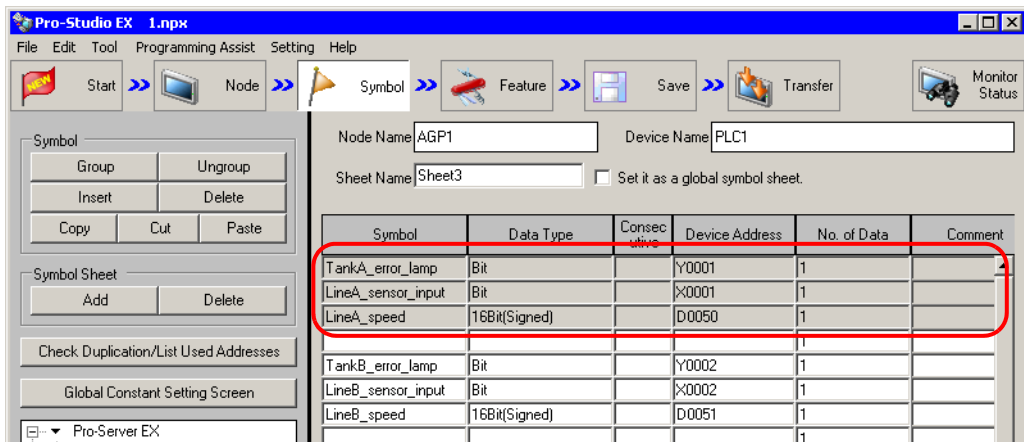 Pro-Studio EX 1.npx
File Edit Tool Programming Assist Setting Help
NEW Start Node Symbol Feature Save Transfer Monitor Status
Symbol
Group Ungroup
Insert Delete
Copy Cut Paste
Symbol Sheet
Add Delete
Check Duplication/List Used Addresses
Global Constant Setting Screen
Pro-Server EX
Node Name AGP1 Device Name PLC1
Sheet Name Sheet3 Set it as a global symbol sheet.
Symbol Data Type Consecutive Device Address No. of Data Comment
TankA_error_lamp Bit Y0001 1
LineA_sensor_input Bit X0001 1
LineA_speed 16Bit(Signed) D0050 1
1
TankB_error_lamp Bit Y0002 1
LineB_sensor_input Bit X0002 1
LineB_speed 16Bit(Signed) D0051 1
1